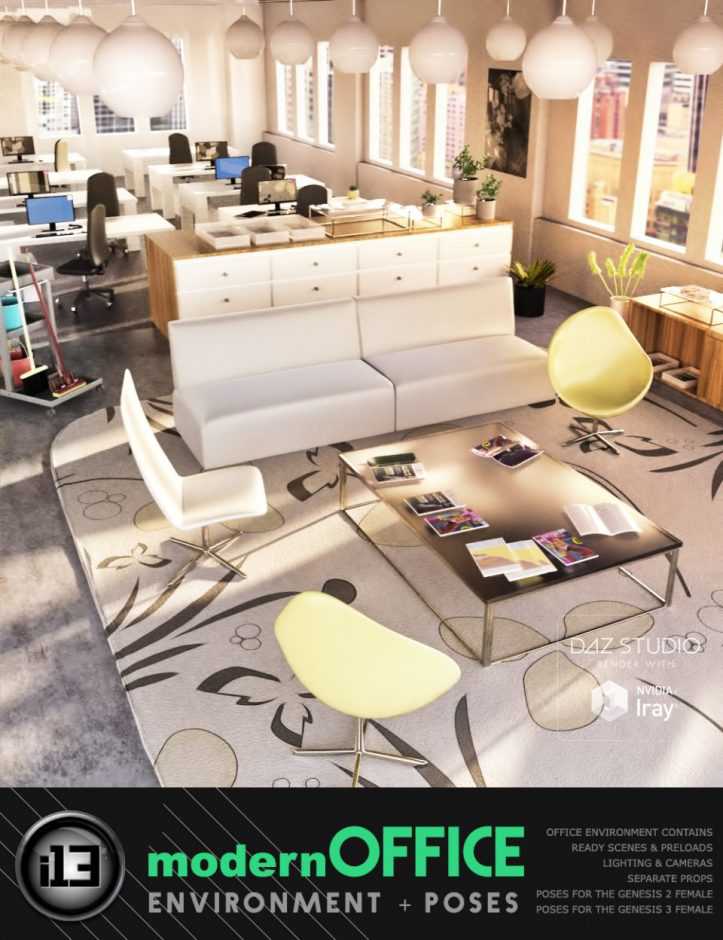 DAZ STUDIO
RENDER WITH
NVIDIA
Iray
i13
modernOFFICE
ENVIRONMENT + POSES
OFFICE ENVIRONMENT CONTAINS
READY SCENES & PRELOADS
LIGHTING & CAMERAS
SEPARATE PROPS
POSES FOR THE GENESIS 2 FEMALE
POSES FOR THE GENESIS 3 FEMALE